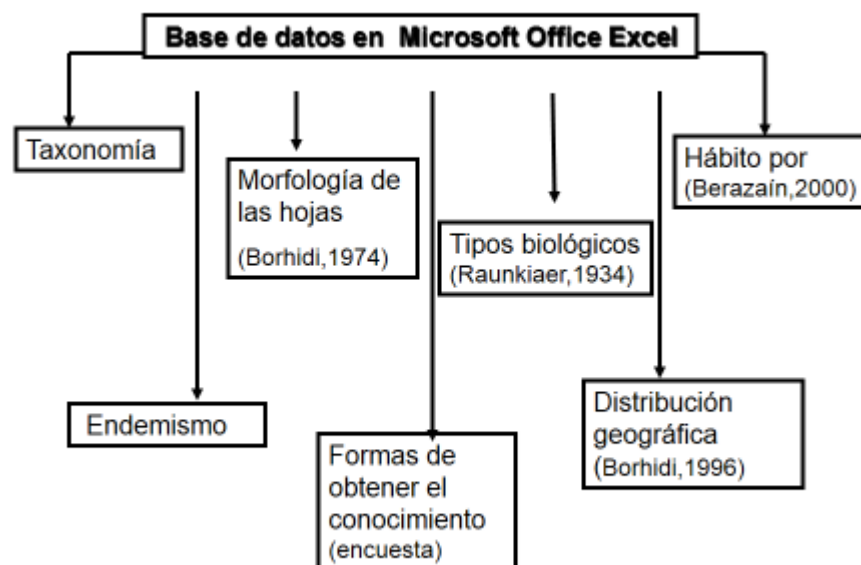 Base de datos en Microsoft Office Excel
Taxonomía
Endemismo
Morfología de
las hojas
(Borhidi,1974)
Formas de
obtener el
conocimiento
(encuesta)
Tipos biológicos
(Raunkiaer,1934)
Distribución
geográfica
(Borhidi,1996)
Hábito por
(Berazaín,2000)